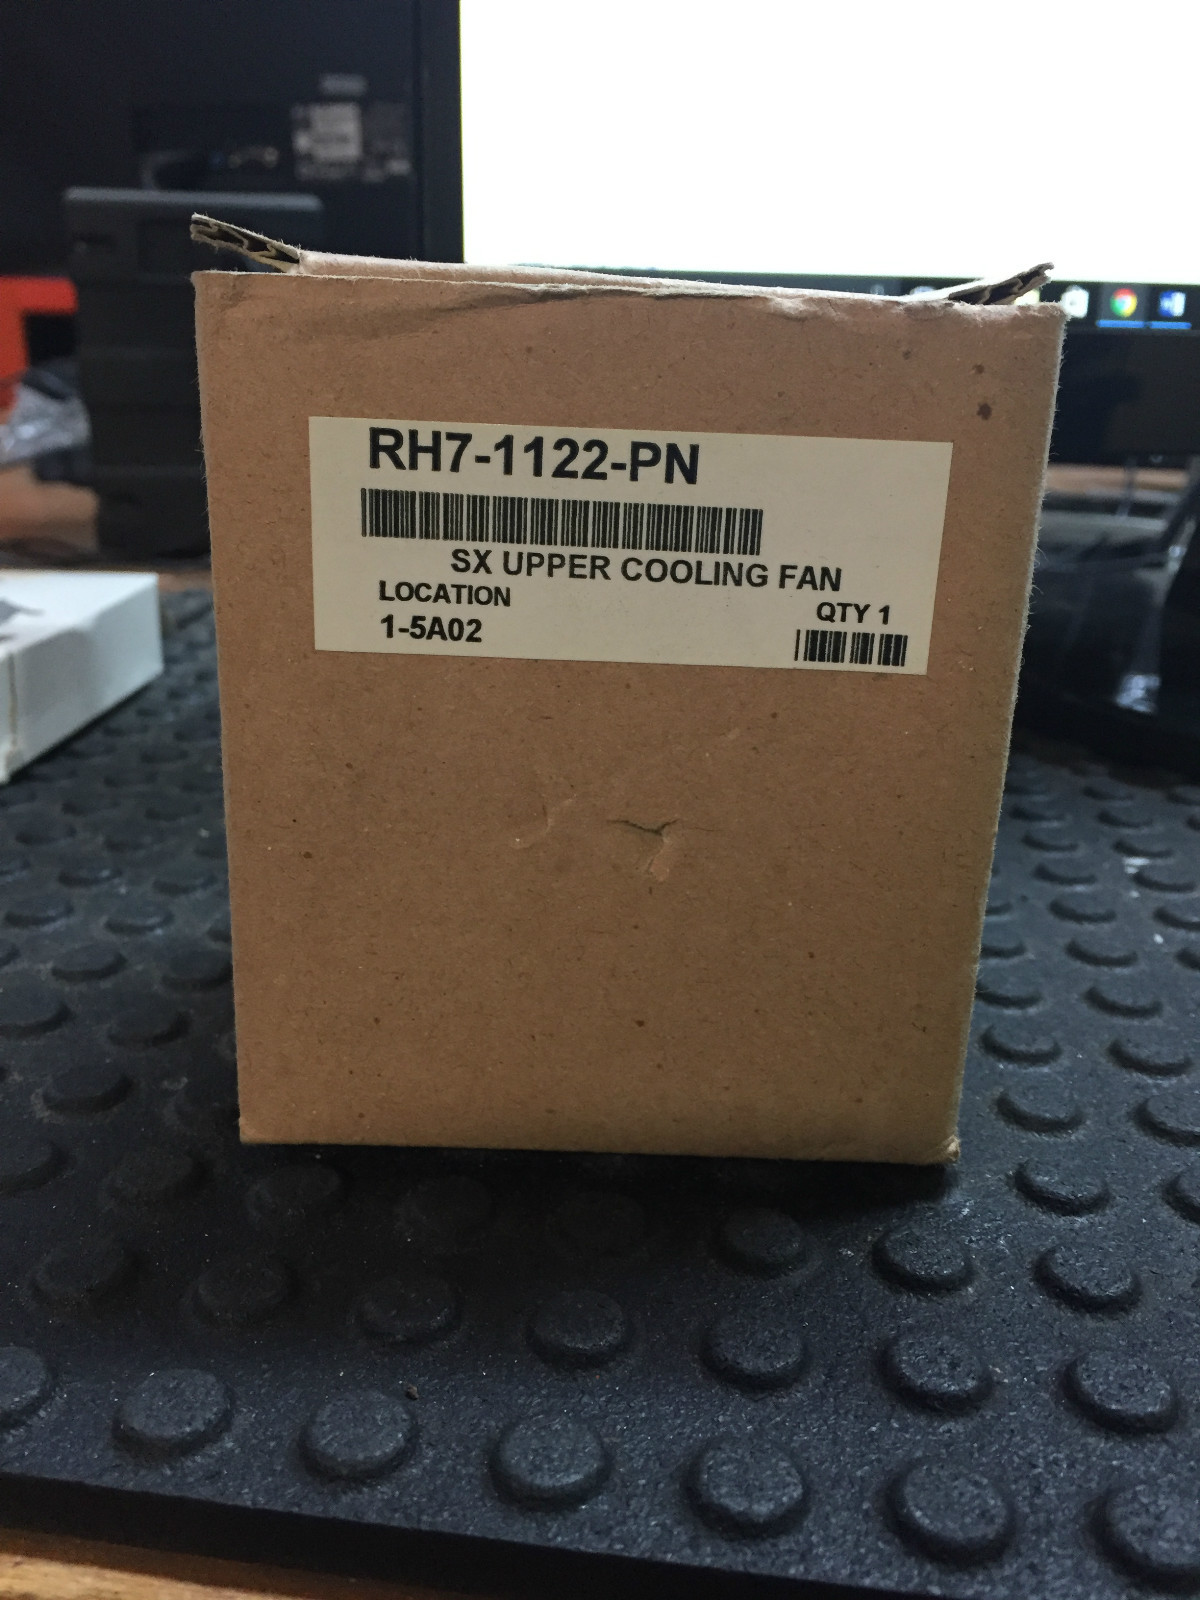 RH7-1122-PN
SX UPPER COOLING FAN
LOCATION
QTY 1
1-5A02